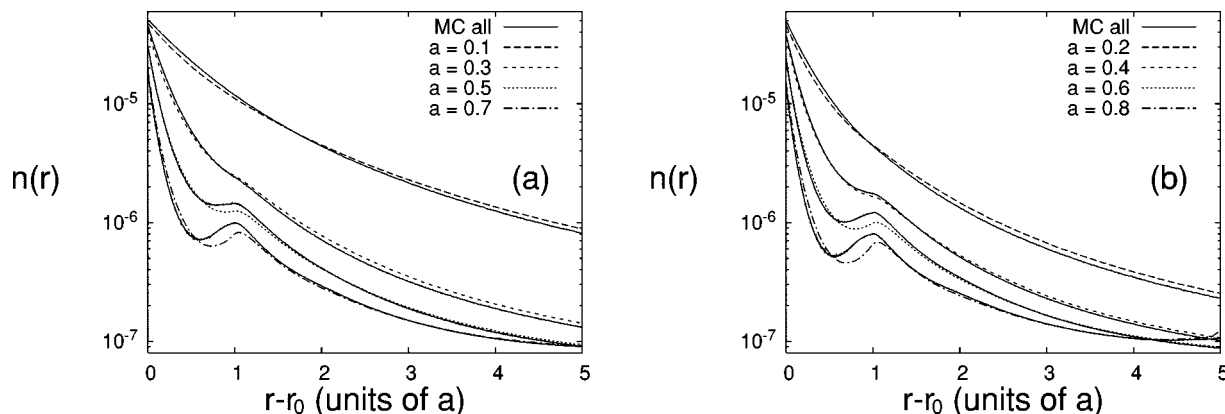 MC all
a = 0.1
a = 0.3
a = 0.5
a = 0.7
10^-5
10^-6
10^-7
n(r)
(a)
0 1 2 3 4 5
r-r₀ (units of a)
MC all
a = 0.2
a = 0.4
a = 0.6
a = 0.8
10^-5
10^-6
10^-7
n(r)
(b)
0 1 2 3 4 5
r-r₀ (units of a)